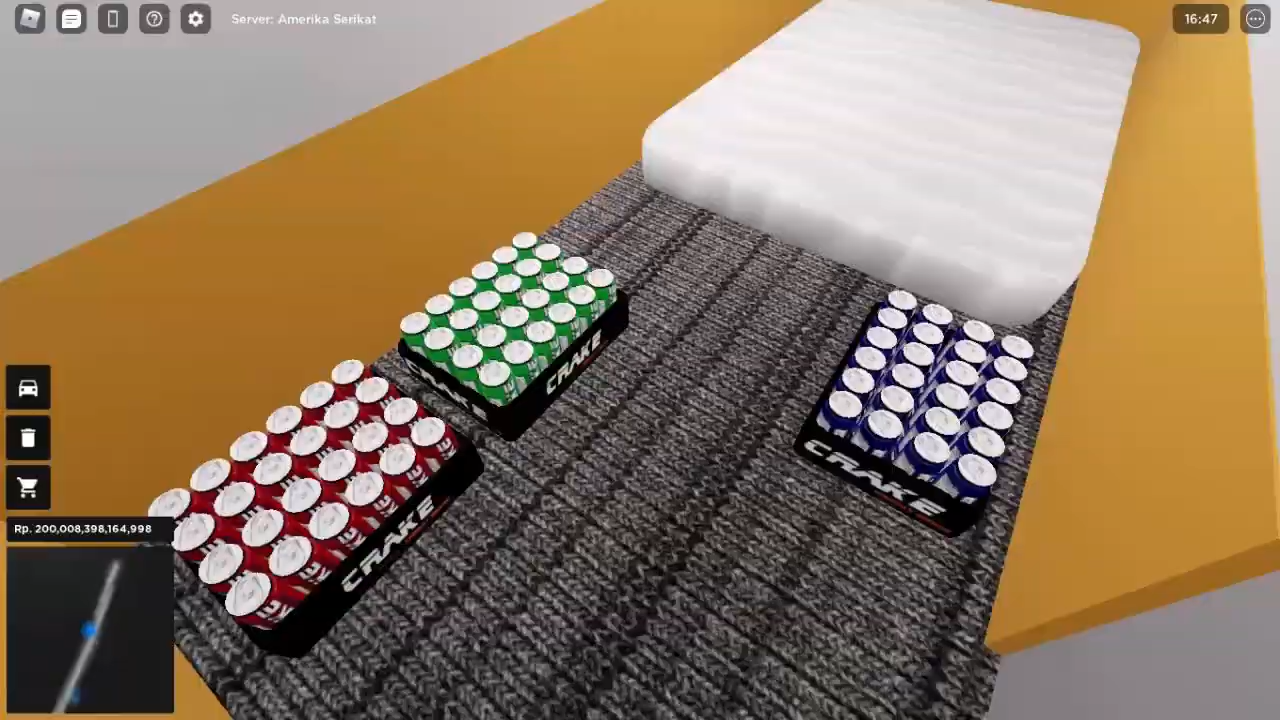 Server: Amerika Serikat
16:47
CRAKE
CRAKE
CRAKE
Rp. 200,008,398,164,998